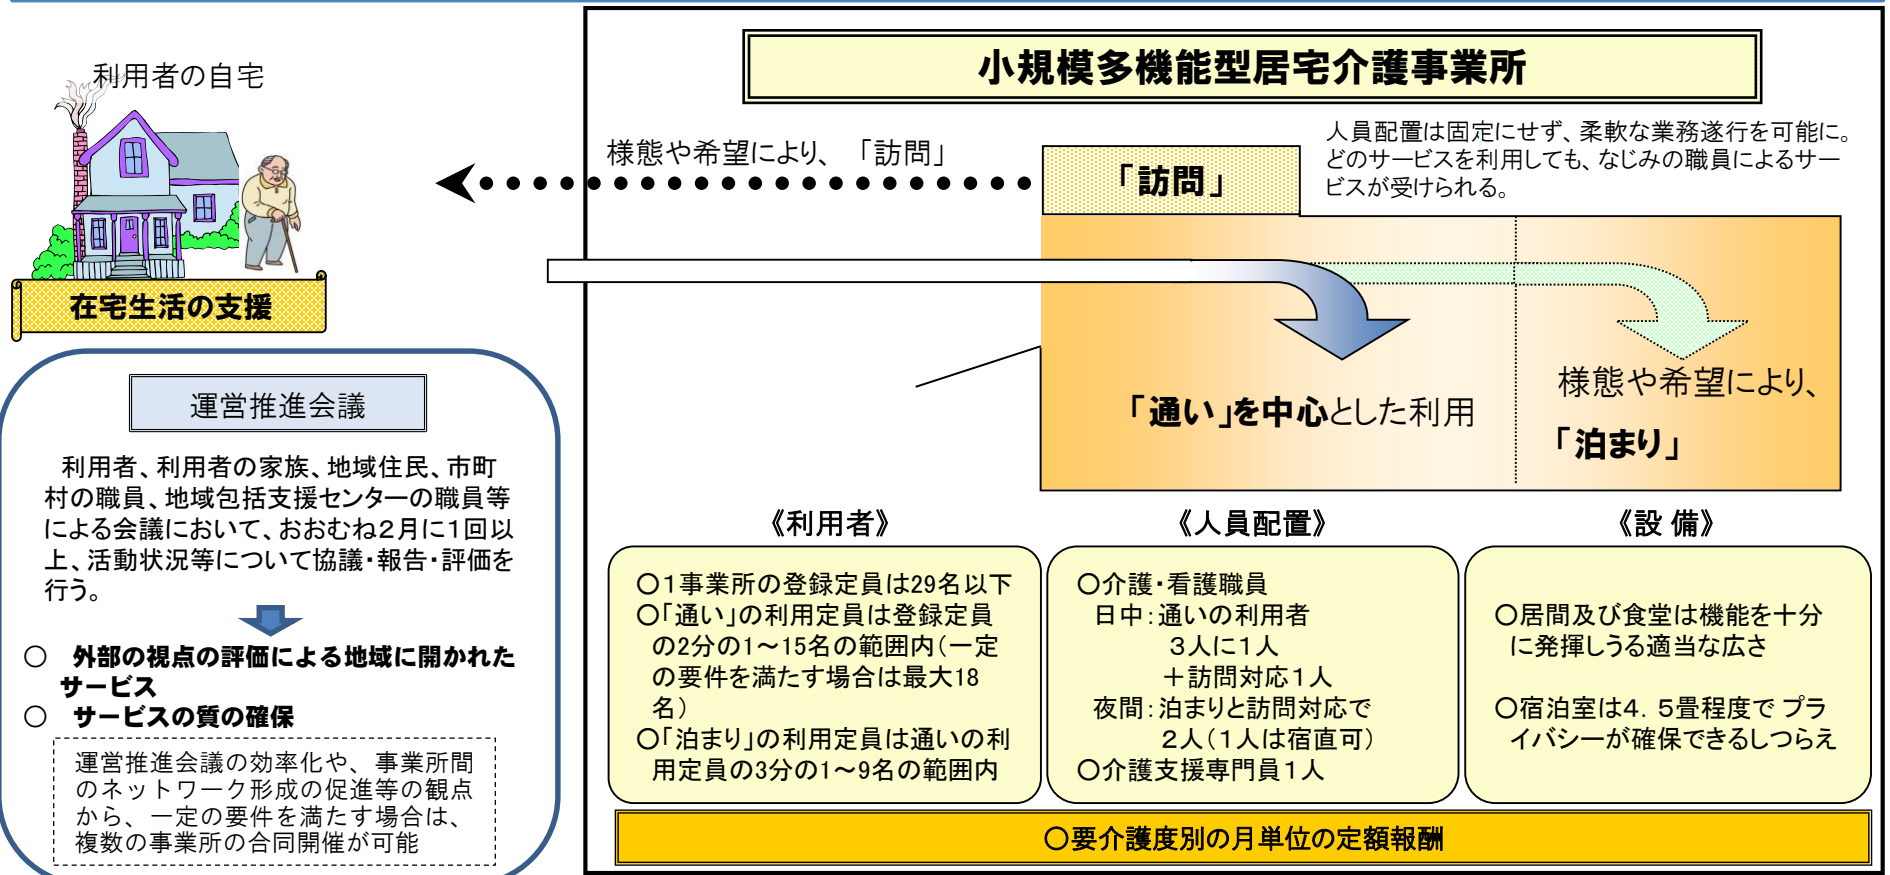 利用者の自宅
在宅生活の支援
運営推進会議
利用者、利用者の家族、地域住民、市町
村の職員、地域包括支援センターの職員等
による会議において、おおむね２月に１回以
上、活動状況等について協議・報告・評価を
行う。
○　外部の視点の評価による地域に開かれた
サービス
○　サービスの質の確保
運営推進会議の効率化や、事業所間
のネットワーク形成の促進等の観点
から、一定の要件を満たす場合は、
複数の事業所の合同開催が可能
小規模多機能型居宅介護事業所
様態や希望により、「訪問」
「訪問」
人員配置は固定にせず、柔軟な業務遂行を可能に。
どのサービスを利用しても、なじみの職員によるサー
ビスが受けられる。
「通い」を中心とした利用
様態や希望により、
「泊まり」
《利用者》
○１事業所の登録定員は29名以下
○「通い」の利用定員は登録定員
の2分の1～15名の範囲内（一定
の要件を満たす場合は最大18
名）
○「泊まり」の利用定員は通いの利
用定員の3分の1～9名の範囲内
《人員配置》
○介護・看護職員
日中：通いの利用者
３人に１人
＋訪問対応１人
夜間：泊まりと訪問対応で
２人（１人は宿直可）
○介護支援専門員１人
《設 備》
○居間及び食堂は機能を十分
に発揮しうる適当な広さ
○宿泊室は４．５畳程度で プラ
イバシーが確保できるしつらえ
○要介護度別の月単位の定額報酬